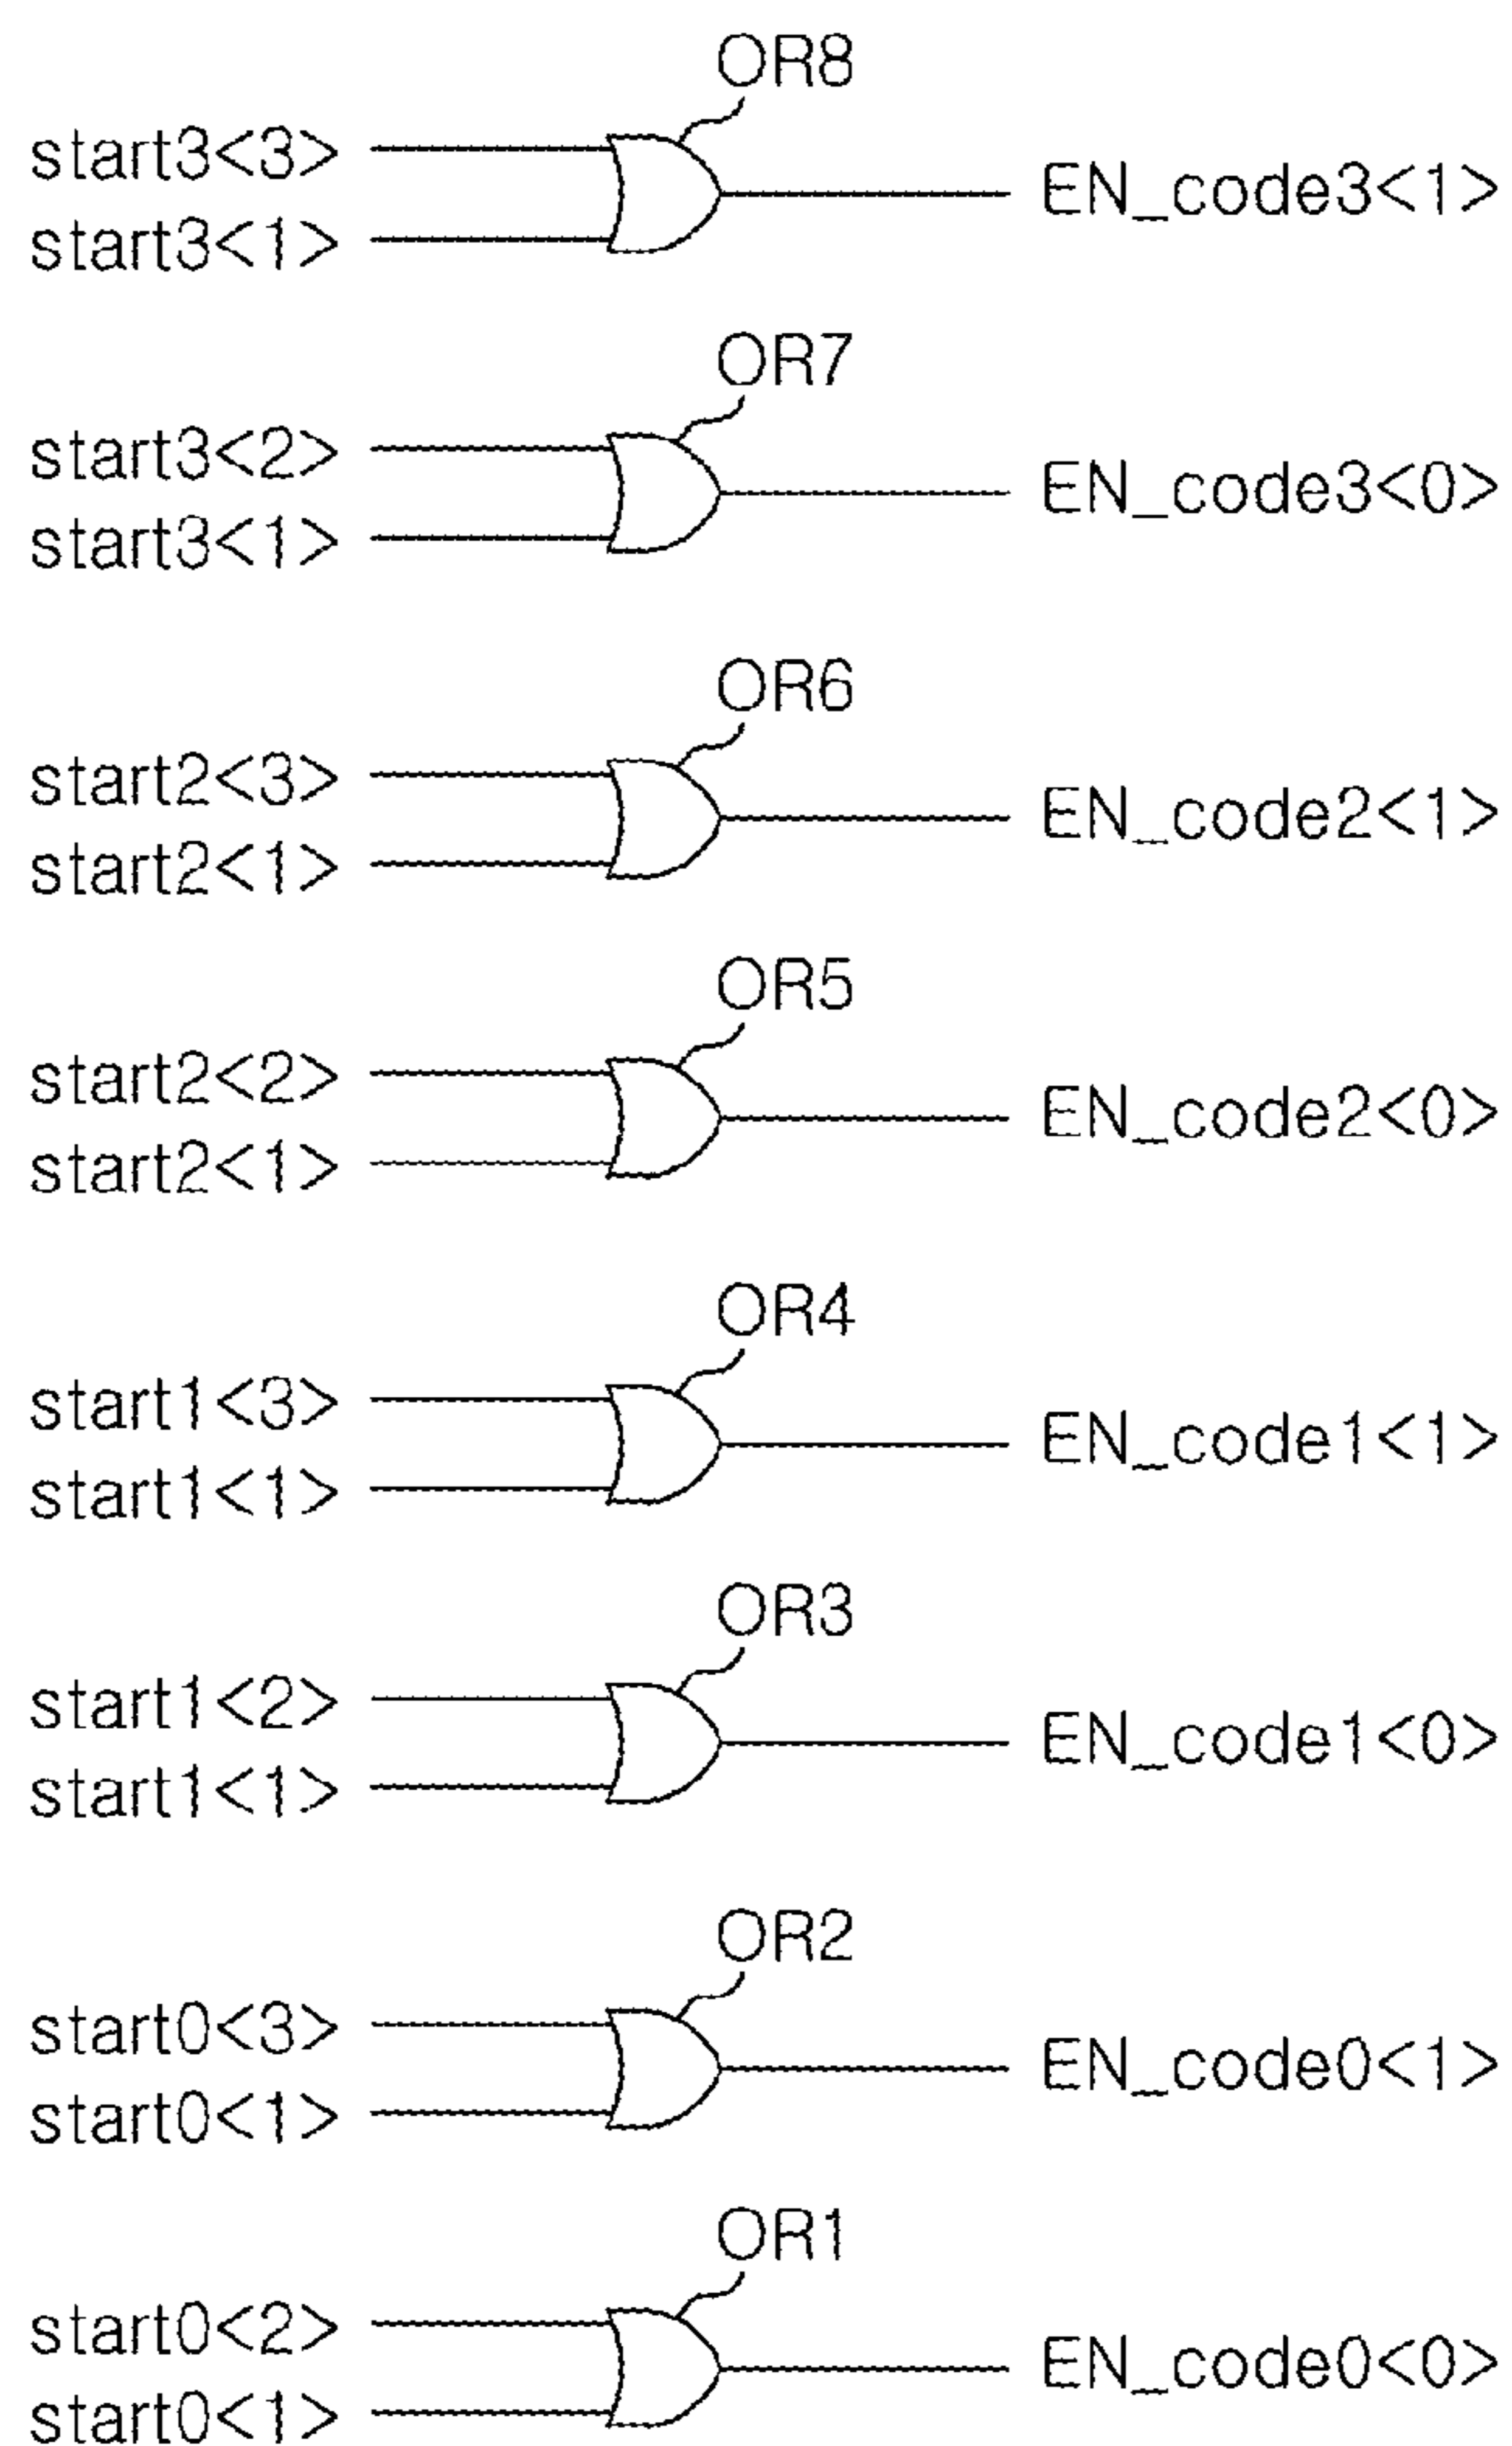 OR8
start3<3>
start3<1>
EN_code3<1>
OR7
start3<2>
start3<1>
EN_code3<0>
OR6
start2<3>
start2<1>
EN_code2<1>
OR5
start2<2>
start2<1>
EN_code2<0>
OR4
start1<3>
start1<1>
EN_code1<1>
OR3
start1<2>
start1<1>
EN_code1<0>
OR2
start0<3>
start0<1>
EN_code0<1>
OR1
start0<2>
start0<1>
EN_code0<0>